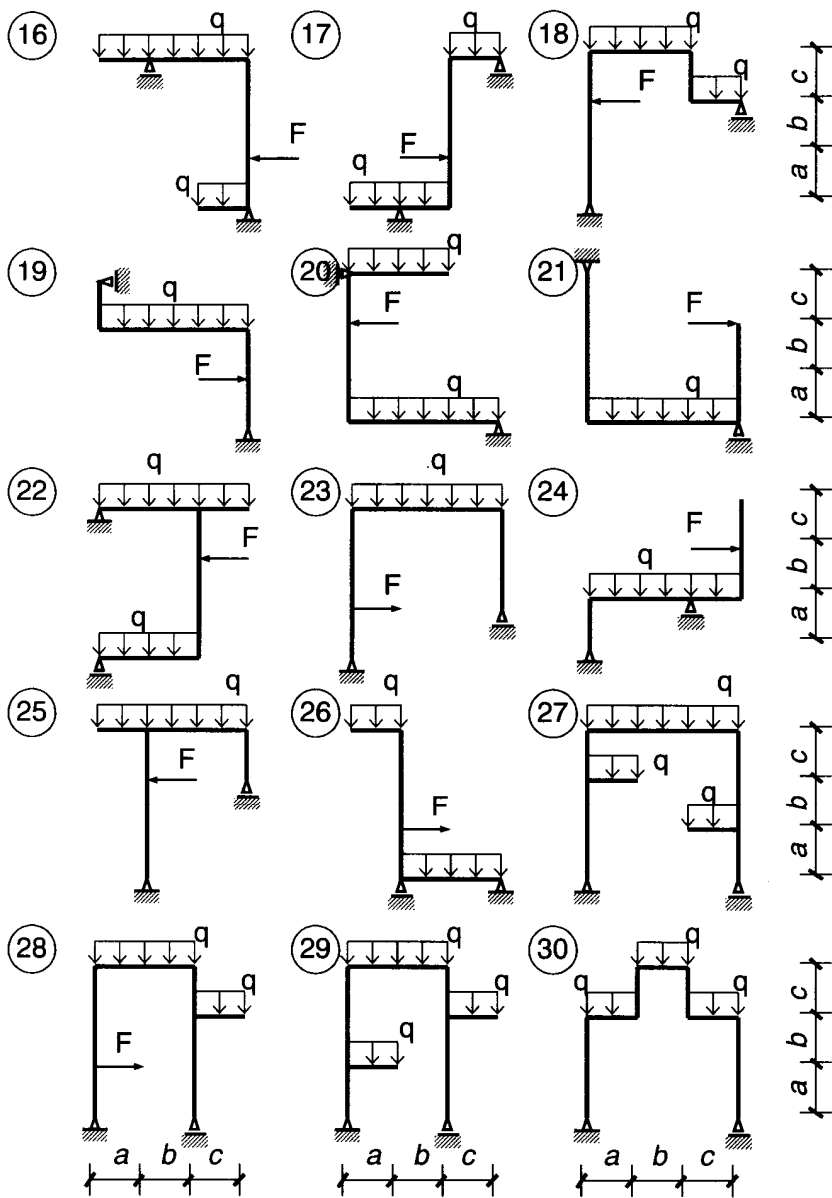 16 q F q
17 q F q
18 q q F
c
b
a
19 q F
20 q F q
21 F q
c
b
a
22 q F q
23 q F
24 F q
c
b
a
25 q F
26 q F
27 q q q
c
b
a
28 q q F
29 q q q
30 q q q
c
b
a
a b c
a b c
a b c